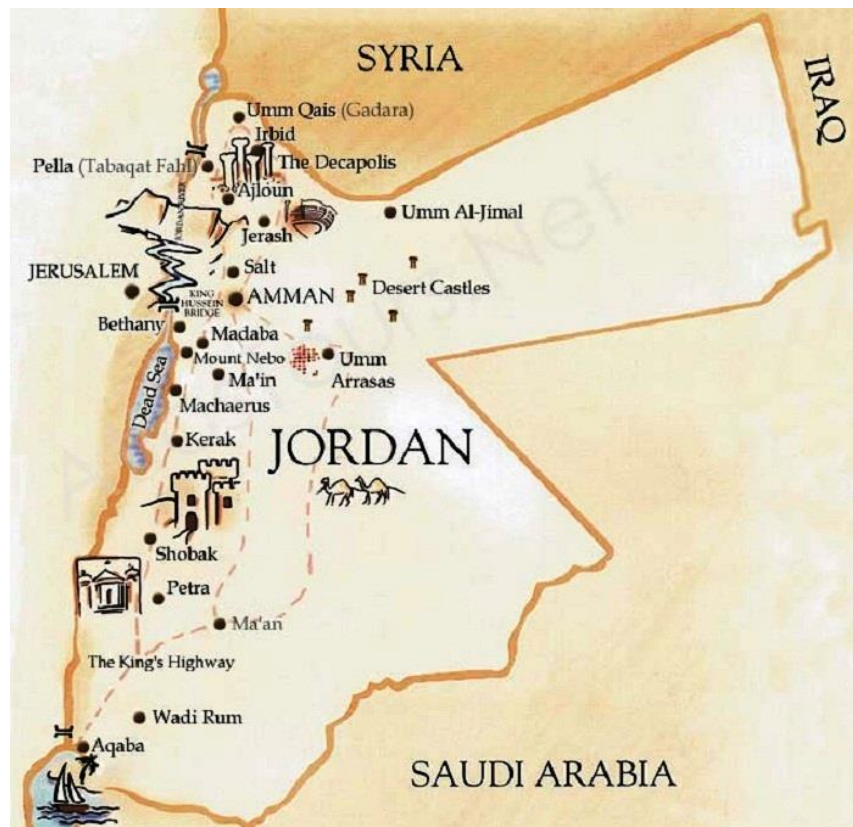 SYRIA
IRAQ
Umm Qais (Gadara)
Irbid
Pella (Tabaqat Fahl)
The Decapolis
Ajloun
JORDAN RIVER
Umm Al-Jimal
Jerash
JERUSALEM
Salt
KING
HUSSEIN
BRIDGE
AMMAN
Desert Castles
Bethany
Madaba
Mount Nebo
Umm
Arrasas
Ma'in
Dead Sea
Machaerus
Kerak
JORDAN
Shobak
Petra
Ma'an
The King's Highway
Wadi Rum
Aqaba
SAUDI ARABIA